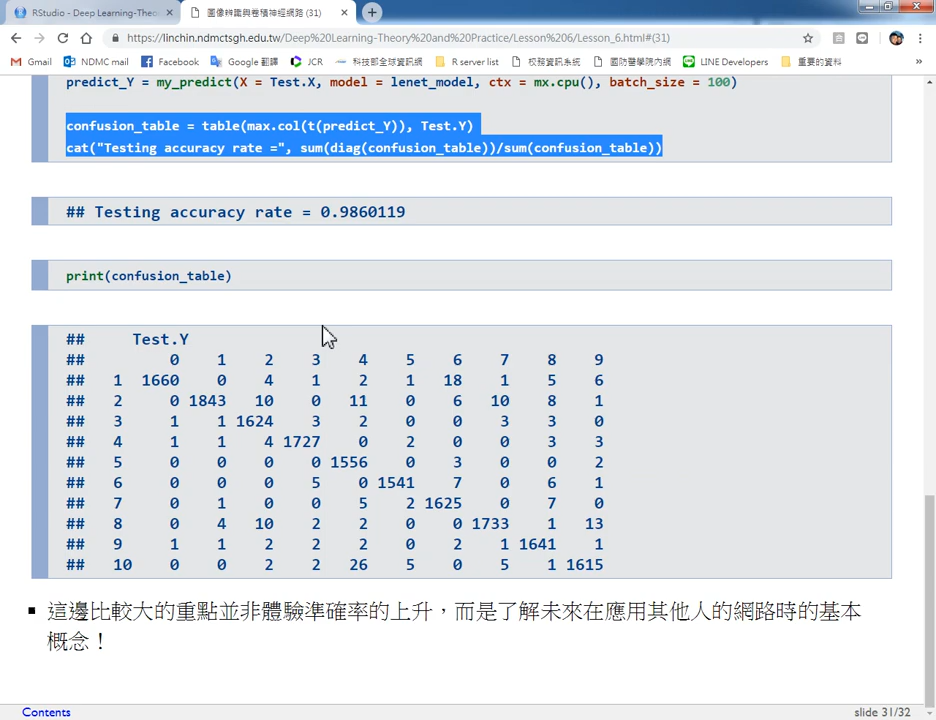 RStudio - Deep Learning-Theo
圖像辨識與卷積神經網路 (31)
https://linchin.ndmctsgh.edu.tw/Deep%20Learning-Theory%20and%20Practice/Lesson%206/Lesson_6.html#(31)
Gmail NDMC mail Facebook Google 翻譯 JCR 科技部全球資訊網 R server list 校務資訊系統 國防醫學院內網 LINE Developers 重要的資料 »
predict_Y = my_predict(X = Test.X, model = lenet_model, ctx = mx.cpu(), batch_size = 100)
confusion_table = table(max.col(t(predict_Y)), Test.Y)
cat("Testing accuracy rate =", sum(diag(confusion_table))/sum(confusion_table))
## Testing accuracy rate = 0.9860119
print(confusion_table)
## Test.Y
## 0 1 2 3 4 5 6 7 8 9
## 1 1660 0 4 1 2 1 18 1 5 6
## 2 0 1843 10 0 11 0 6 10 8 1
## 3 1 1 1624 3 2 0 0 3 3 0
## 4 1 1 4 1727 0 2 0 0 3 3
## 5 0 0 0 0 1556 0 3 0 0 2
## 6 0 0 0 5 0 1541 7 0 6 1
## 7 0 1 0 0 5 2 1625 0 7 0
## 8 0 4 10 2 2 0 0 1733 1 13
## 9 1 1 2 2 2 0 2 1 1641 1
## 10 0 0 2 2 26 5 0 5 1 1615
▪ 這邊比較大的重點並非體驗準確率的上升，而是了解未來在應用其他人的網路時的基本
概念！
Contents
slide 31/32